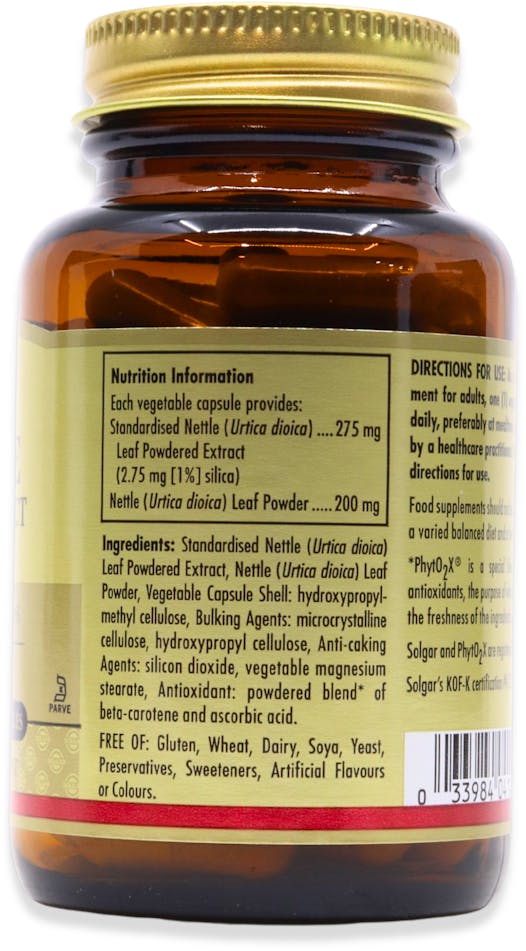 Nutrition Information
Each vegetable capsule provides:
Standardised Nettle (Urtica dioica) ....275 mg
Leaf Powdered Extract
(2.75 mg [1%] silica)
Nettle (Urtica dioica) Leaf Powder.....200 mg
Ingredients: Standardised Nettle (Urtica dioica)
Leaf Powdered Extract, Nettle (Urtica dioica) Leaf
Powder, Vegetable Capsule Shell: hydroxypropyl-
methyl cellulose, Bulking Agents: microcrystalline
cellulose, hydroxypropyl cellulose, Anti-caking
Agents: silicon dioxide, vegetable magnesium
stearate, Antioxidant: powdered blend* of
beta-carotene and ascorbic acid.
FREE OF: Gluten, Wheat, Dairy, Soya, Yeast,
Preservatives, Sweeteners, Artificial Flavours
or Colours.
PARVE
DIRECTIONS FOR USE:
ment for adults, one (1)
daily, preferably at
by a healthcare
directions for use.
Food supplements should
a varied balanced diet and
*PhytO2X® is a special
antioxidants, the purpose of
the freshness of the
Solgar and PhytO2X are
Solgar's KOF-K certification
0 33984